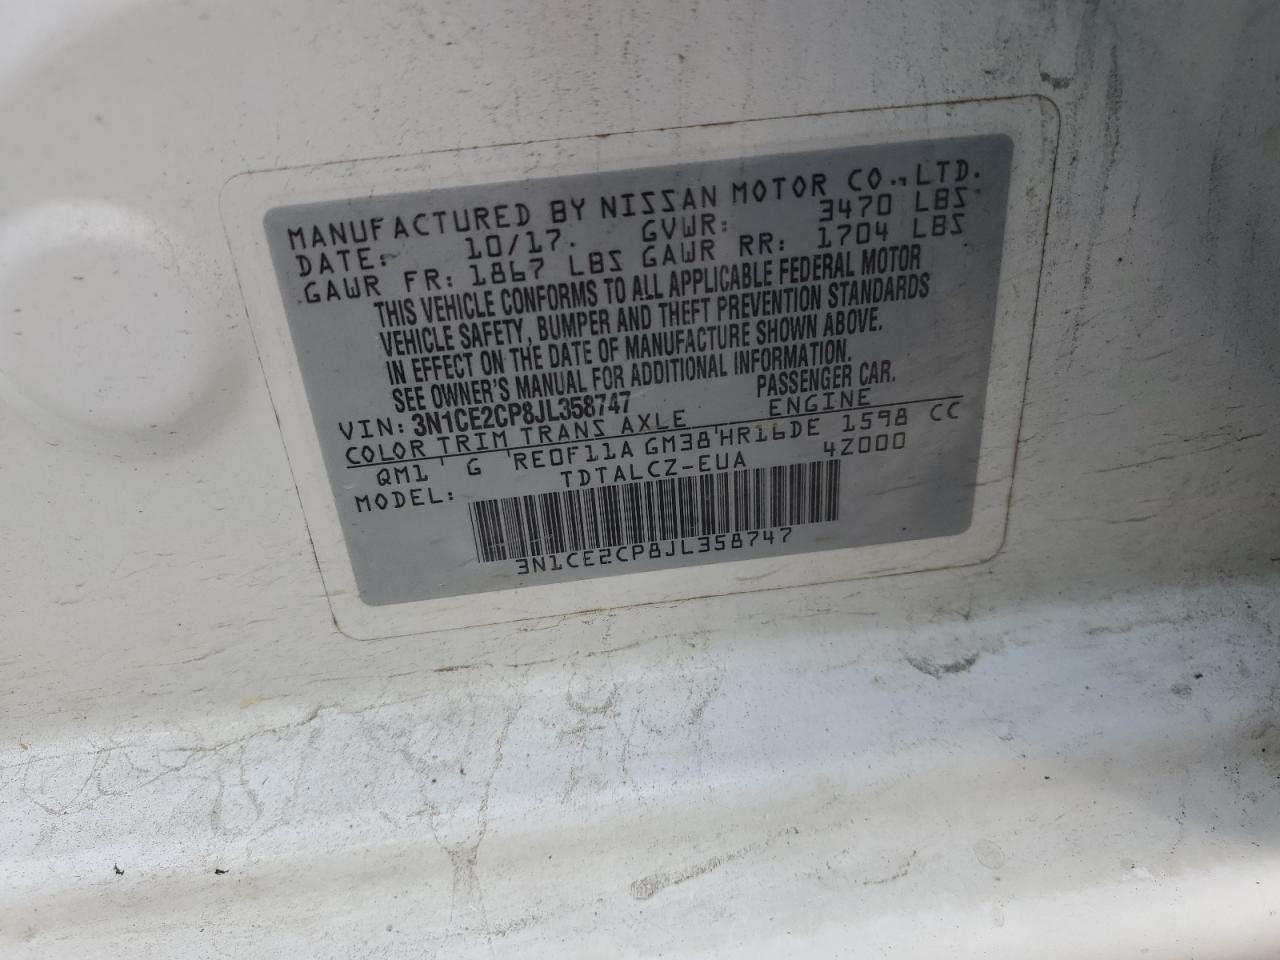 MANUFACTURED BY NISSAN MOTOR CO., LTD.
DATE: 10/17. GVWR: 3470 LBS
GAWR FR: 1867 LBS GAWR RR: 1704 LBS
THIS VEHICLE CONFORMS TO ALL APPLICABLE FEDERAL MOTOR
VEHICLE SAFETY, BUMPER AND THEFT PREVENTION STANDARDS
IN EFFECT ON THE DATE OF MANUFACTURE SHOWN ABOVE.
SEE OWNER'S MANUAL FOR ADDITIONAL INFORMATION.
VIN: 3N1CE2CP8JL358747 PASSENGER CAR.
COLOR TRIM TRANS AXLE ENGINE
QM1 G RE0F11A GM38 HR16DE 1598 CC
MODEL: TDTALCZ-EUA 4Z000
3N1CE2CP8JL358747